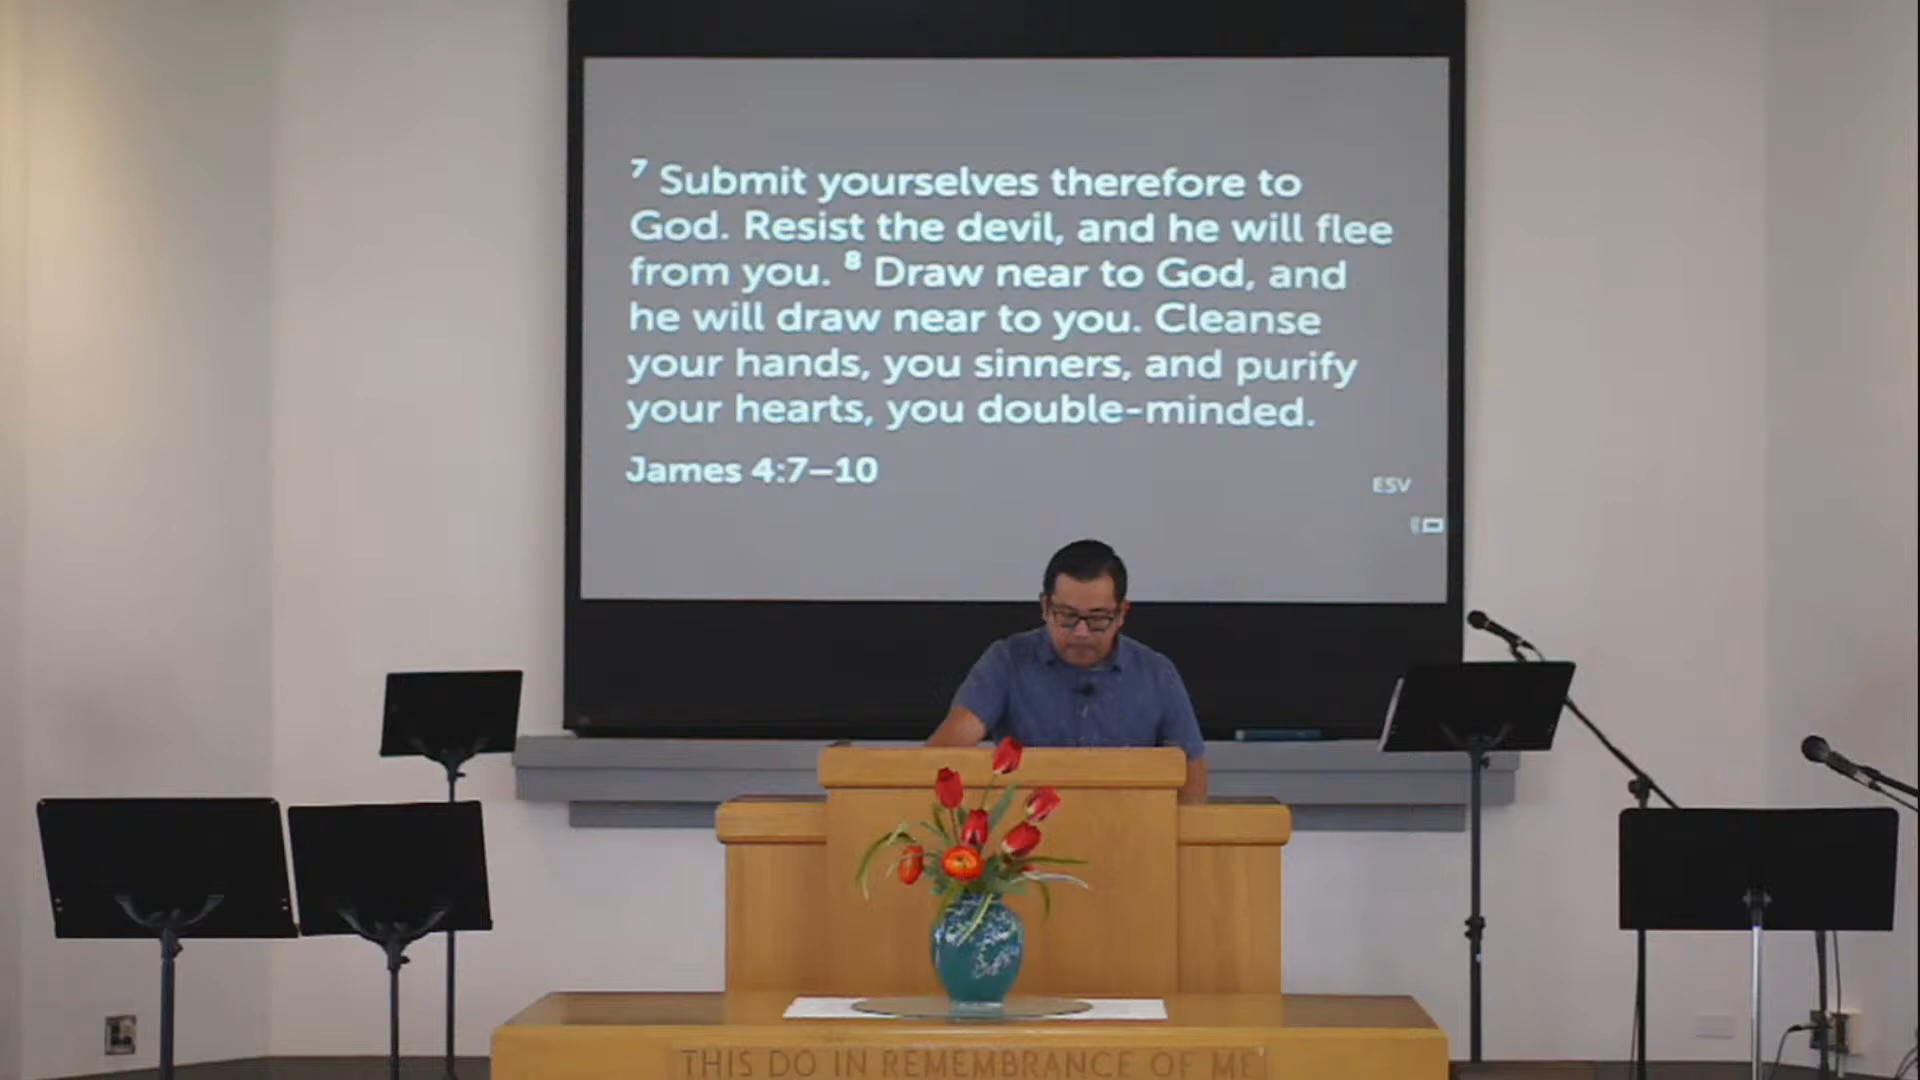 ⁷ Submit yourselves therefore to
God. Resist the devil, and he will flee
from you. ⁸ Draw near to God, and
he will draw near to you. Cleanse
your hands, you sinners, and purify
your hearts, you double-minded.
James 4:7–10
ESV
THIS DO IN REMEMBRANCE OF ME